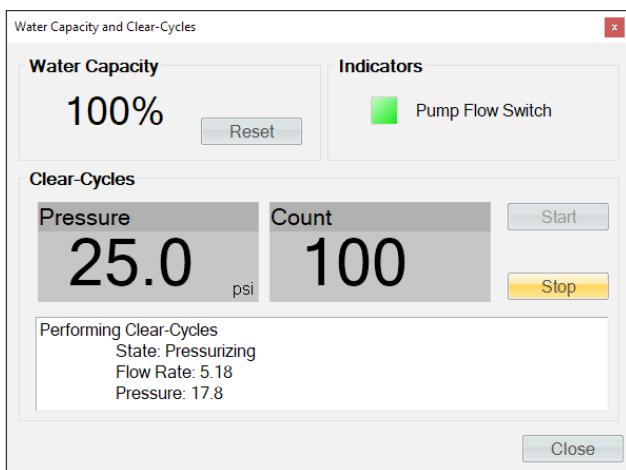 Water Capacity and Clear-Cycles
x
Water Capacity
100%
Reset
Indicators
Pump Flow Switch
Clear-Cycles
Pressure
25.0
psi
Count
100
Start
Stop
Performing Clear-Cycles
State: Pressurizing
Flow Rate: 5.18
Pressure: 17.8
Close